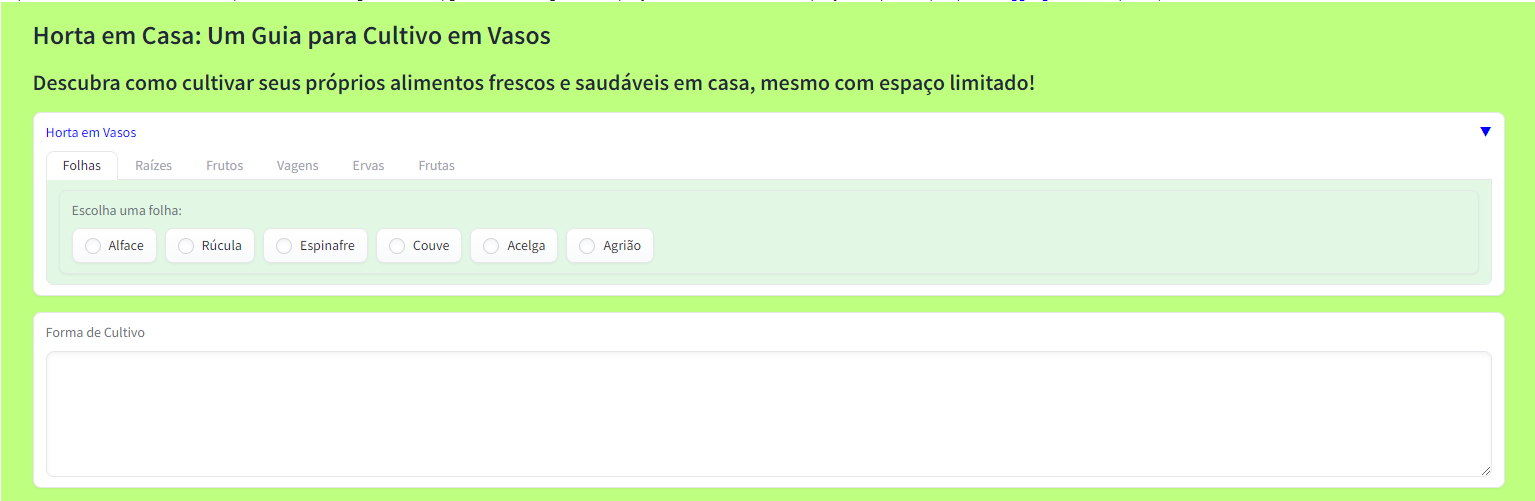 Horta em Casa: Um Guia para Cultivo em Vasos
Descubra como cultivar seus próprios alimentos frescos e saudáveis em casa, mesmo com espaço limitado!
Horta em Vasos ▼
Folhas Raízes Frutos Vagens Ervas Frutas
Escolha uma folha:
Alface Rúcula Espinafre Couve Acelga Agrião
Forma de Cultivo